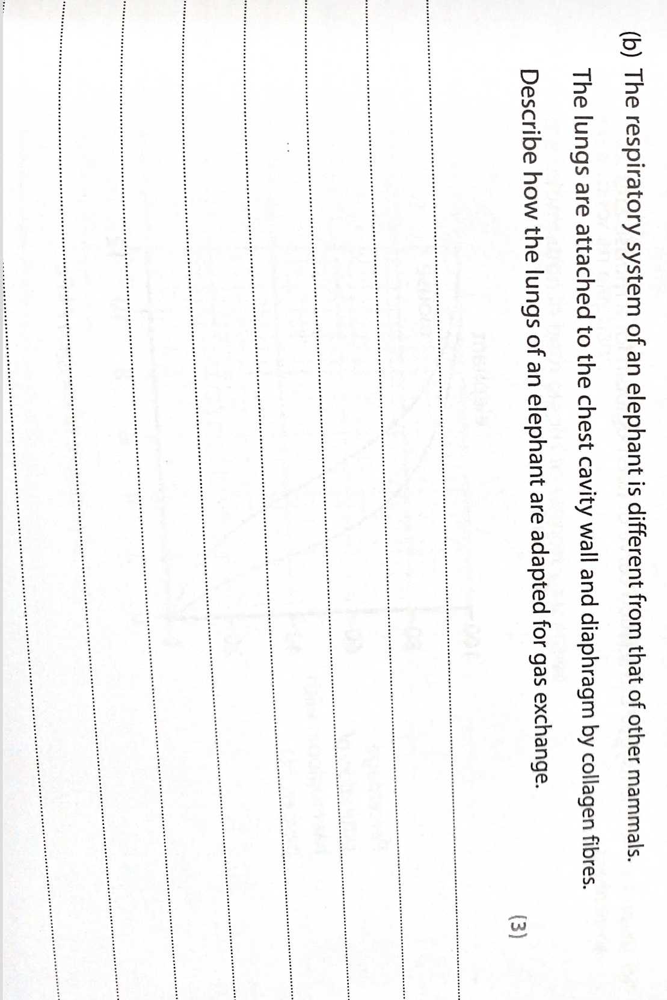 (b) The respiratory system of an elephant is different from that of other mammals.
The lungs are attached to the chest cavity wall and diaphragm by collagen fibres.
Describe how the lungs of an elephant are adapted for gas exchange.
(3)